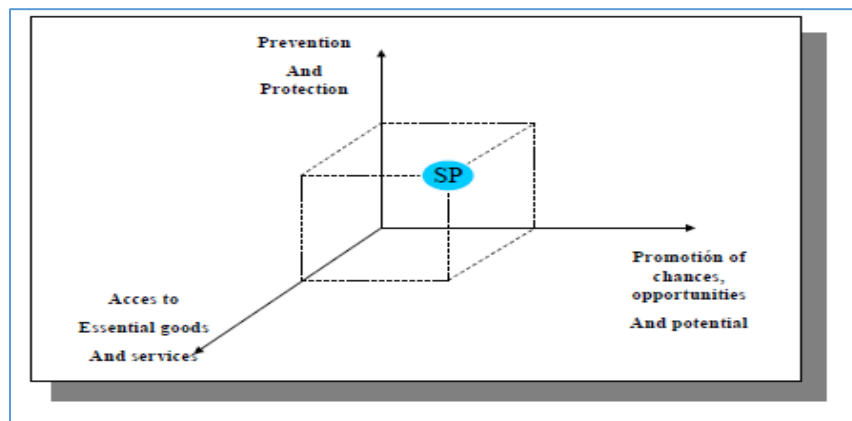 Prevention
And
Protection
SP
Promotión of
chances,
opportunities
And potential
Acces to
Essential goods
And services